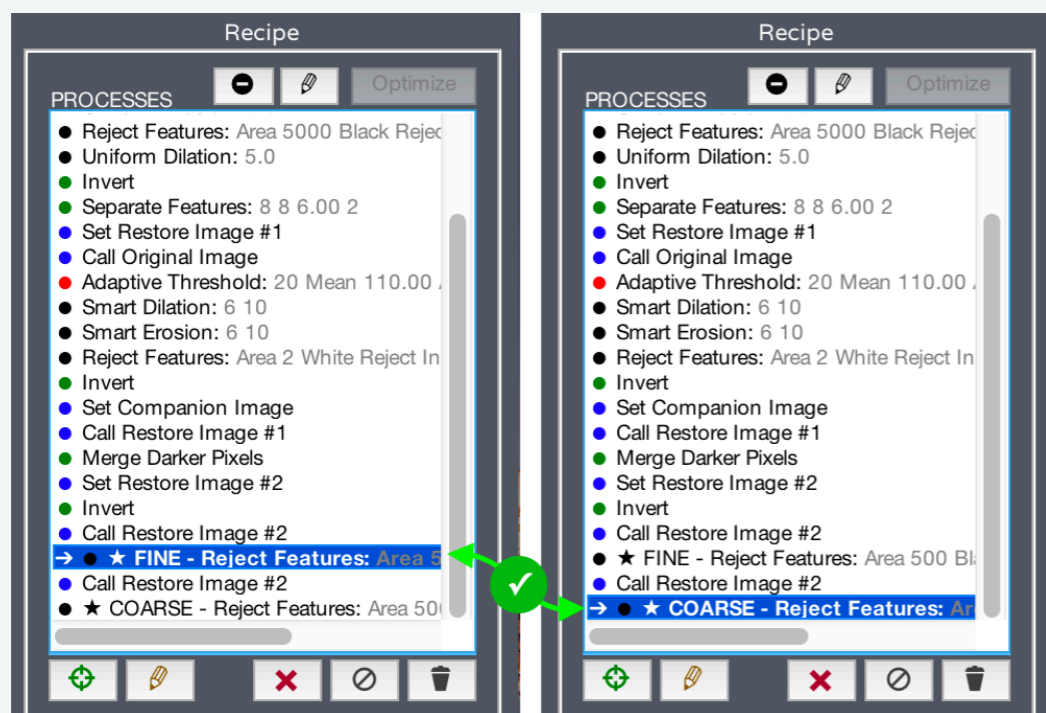 Recipe
Optimize
PROCESSES
Reject Features: Area 5000 Black Rejec
Uniform Dilation: 5.0
Invert
Separate Features: 8 8 6.00 2
Set Restore Image #1
Call Original Image
Adaptive Threshold: 20 Mean 110.00
Smart Dilation: 6 10
Smart Erosion: 6 10
Reject Features: Area 2 White Reject In
Invert
Set Companion Image
Call Restore Image #1
Merge Darker Pixels
Set Restore Image #2
Invert
Call Restore Image #2
→ ★ FINE - Reject Features: Area 5
Call Restore Image #2
★ COARSE - Reject Features: Area 50
Recipe
Optimize
PROCESSES
Reject Features: Area 5000 Black Rejec
Uniform Dilation: 5.0
Invert
Separate Features: 8 8 6.00 2
Set Restore Image #1
Call Original Image
Adaptive Threshold: 20 Mean 110.00
Smart Dilation: 6 10
Smart Erosion: 6 10
Reject Features: Area 2 White Reject In
Invert
Set Companion Image
Call Restore Image #1
Merge Darker Pixels
Set Restore Image #2
Invert
Call Restore Image #2
★ FINE - Reject Features: Area 500 Bl
Call Restore Image #2
→ ★ COARSE - Reject Features: Ar